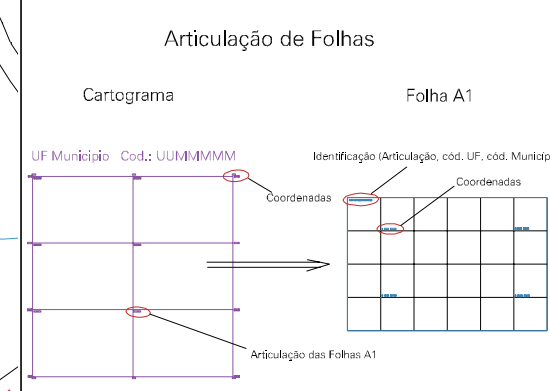 Articulação de Folhas
Cartograma
Folha A1
UF Municipio Cod.: UUMMMMM
Identificação (Articulação, cód. UF, cód. Municíp
Coordenadas
Coordenadas
Articulação das Folhas A1